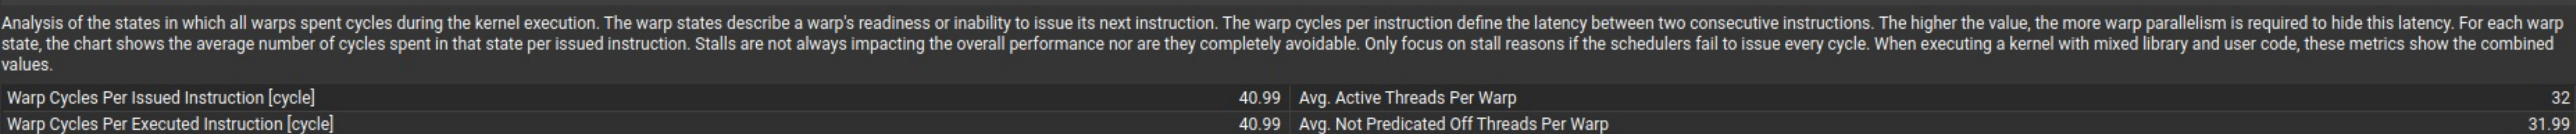 Analysis of the states in which all warps spent cycles during the kernel execution. The warp states describe a warp's readiness or inability to issue its next instruction. The warp cycles per instruction define the latency between two consecutive instructions. The higher the value, the more warp parallelism is required to hide this latency. For each warp
state, the chart shows the average number of cycles spent in that state per issued instruction. Stalls are not always impacting the overall performance nor are they completely avoidable. Only focus on stall reasons if the schedulers fail to issue every cycle. When executing a kernel with mixed library and user code, these metrics show the combined
values.
Warp Cycles Per Issued Instruction [cycle] 40.99 Avg. Active Threads Per Warp 32
Warp Cycles Per Executed Instruction [cycle] 40.99 Avg. Not Predicated Off Threads Per Warp 31.99